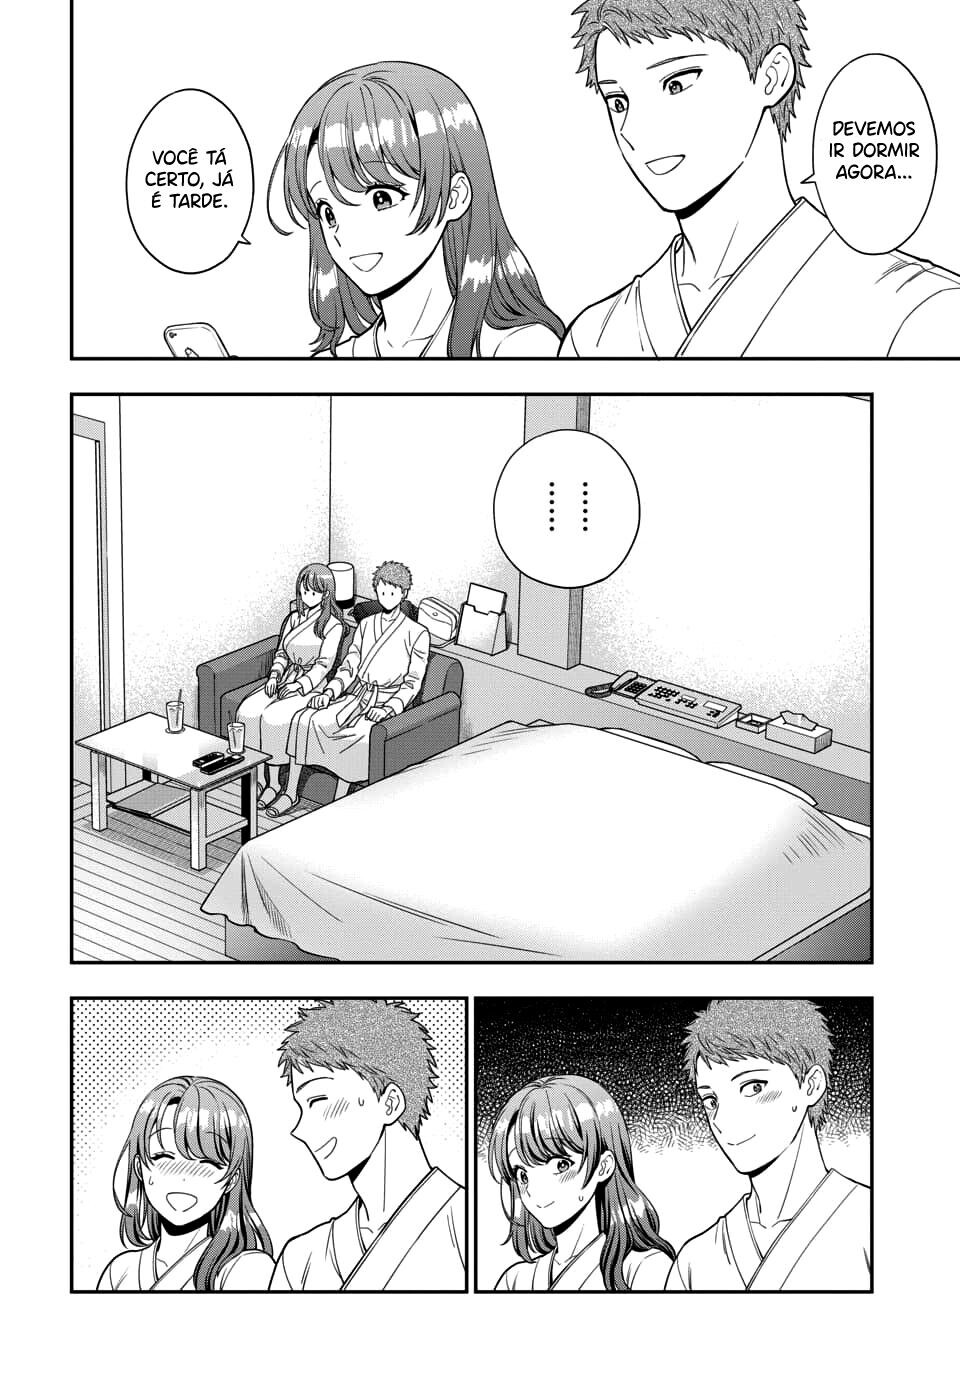 DEVEMOS
IR DORMIR
AGORA...
VOCÊ TÁ
CERTO, JÁ
É TARDE.
⋮⋮